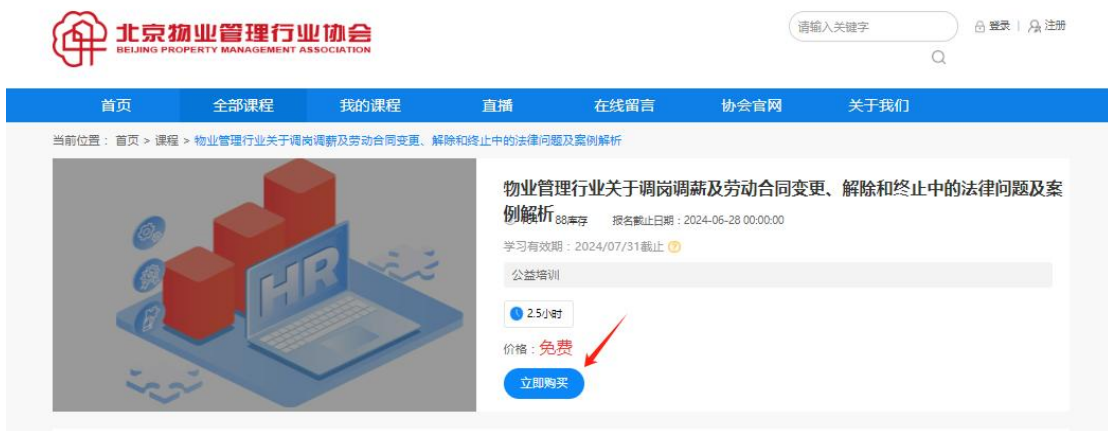 北京物业管理行业协会
BEIJING PROPERTY MANAGEMENT ASSOCIATION
请输入关键字
登录 | 注册
首页 全部课程 我的课程 直播 在线留言 协会官网 关于我们
当前位置： 首页 > 课程 > 物业管理行业关于调岗调薪及劳动合同变更、解除和终止中的法律问题及案例解析
HR
物业管理行业关于调岗调薪及劳动合同变更、解除和终止中的法律问题及案
例解析
88库存 报名截止日期：2024-06-28 00:00:00
学习有效期：2024/07/31截止
公益培训
2.5小时
价格：免费
立即购买